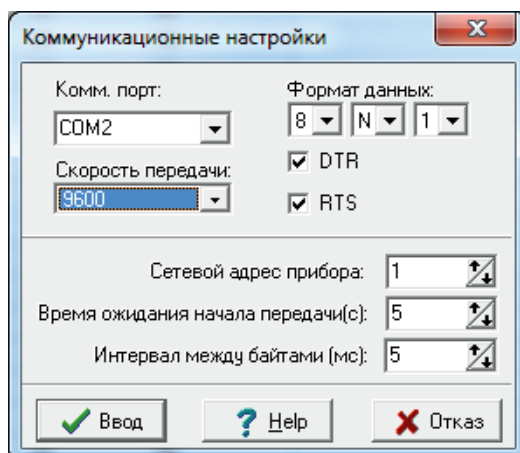 Коммуникационные настройки
Комм. порт:
COM2
Формат данных:
8 N 1
Скорость передачи:
9600
DTR
RTS
Сетевой адрес прибора: 1
Время ожидания начала передачи(с): 5
Интервал между байтами (мс): 5
Ввод
Help
Отказ